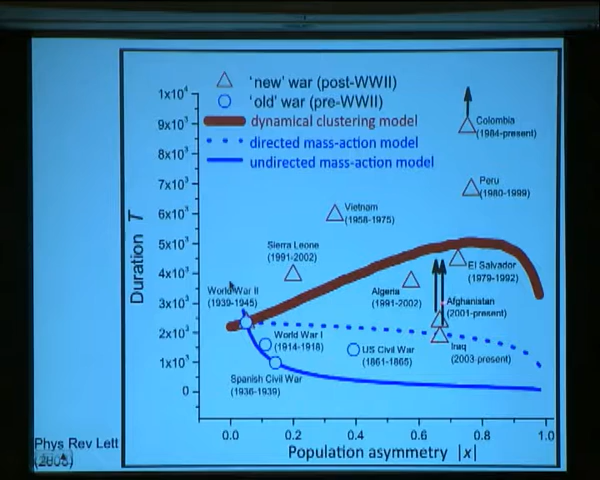 'new' war (post-WWII)
'old' war (pre-WWII)
dynamical clustering model
directed mass-action model
undirected mass-action model
1x10⁴
9x10³
8x10³
7x10³
6x10³
5x10³
4x10³
3x10³
2x10³
1x10³
0
Duration T
Colombia
(1984-present)
Peru
(1980-1999)
Vietnam
(1958-1975)
Sierra Leone
(1991-2002)
El Salvador
(1979-1992)
Algeria
(1991-2002)
World War II
(1939-1945)
Afghanistan
(2001-present)
World War I
(1914-1918)
US Civil War
(1861-1865)
Iraq
(2003-present)
Spanish Civil War
(1936-1939)
0.0 0.2 0.4 0.6 0.8 1.0
Population asymmetry |x|
Phys Rev Lett